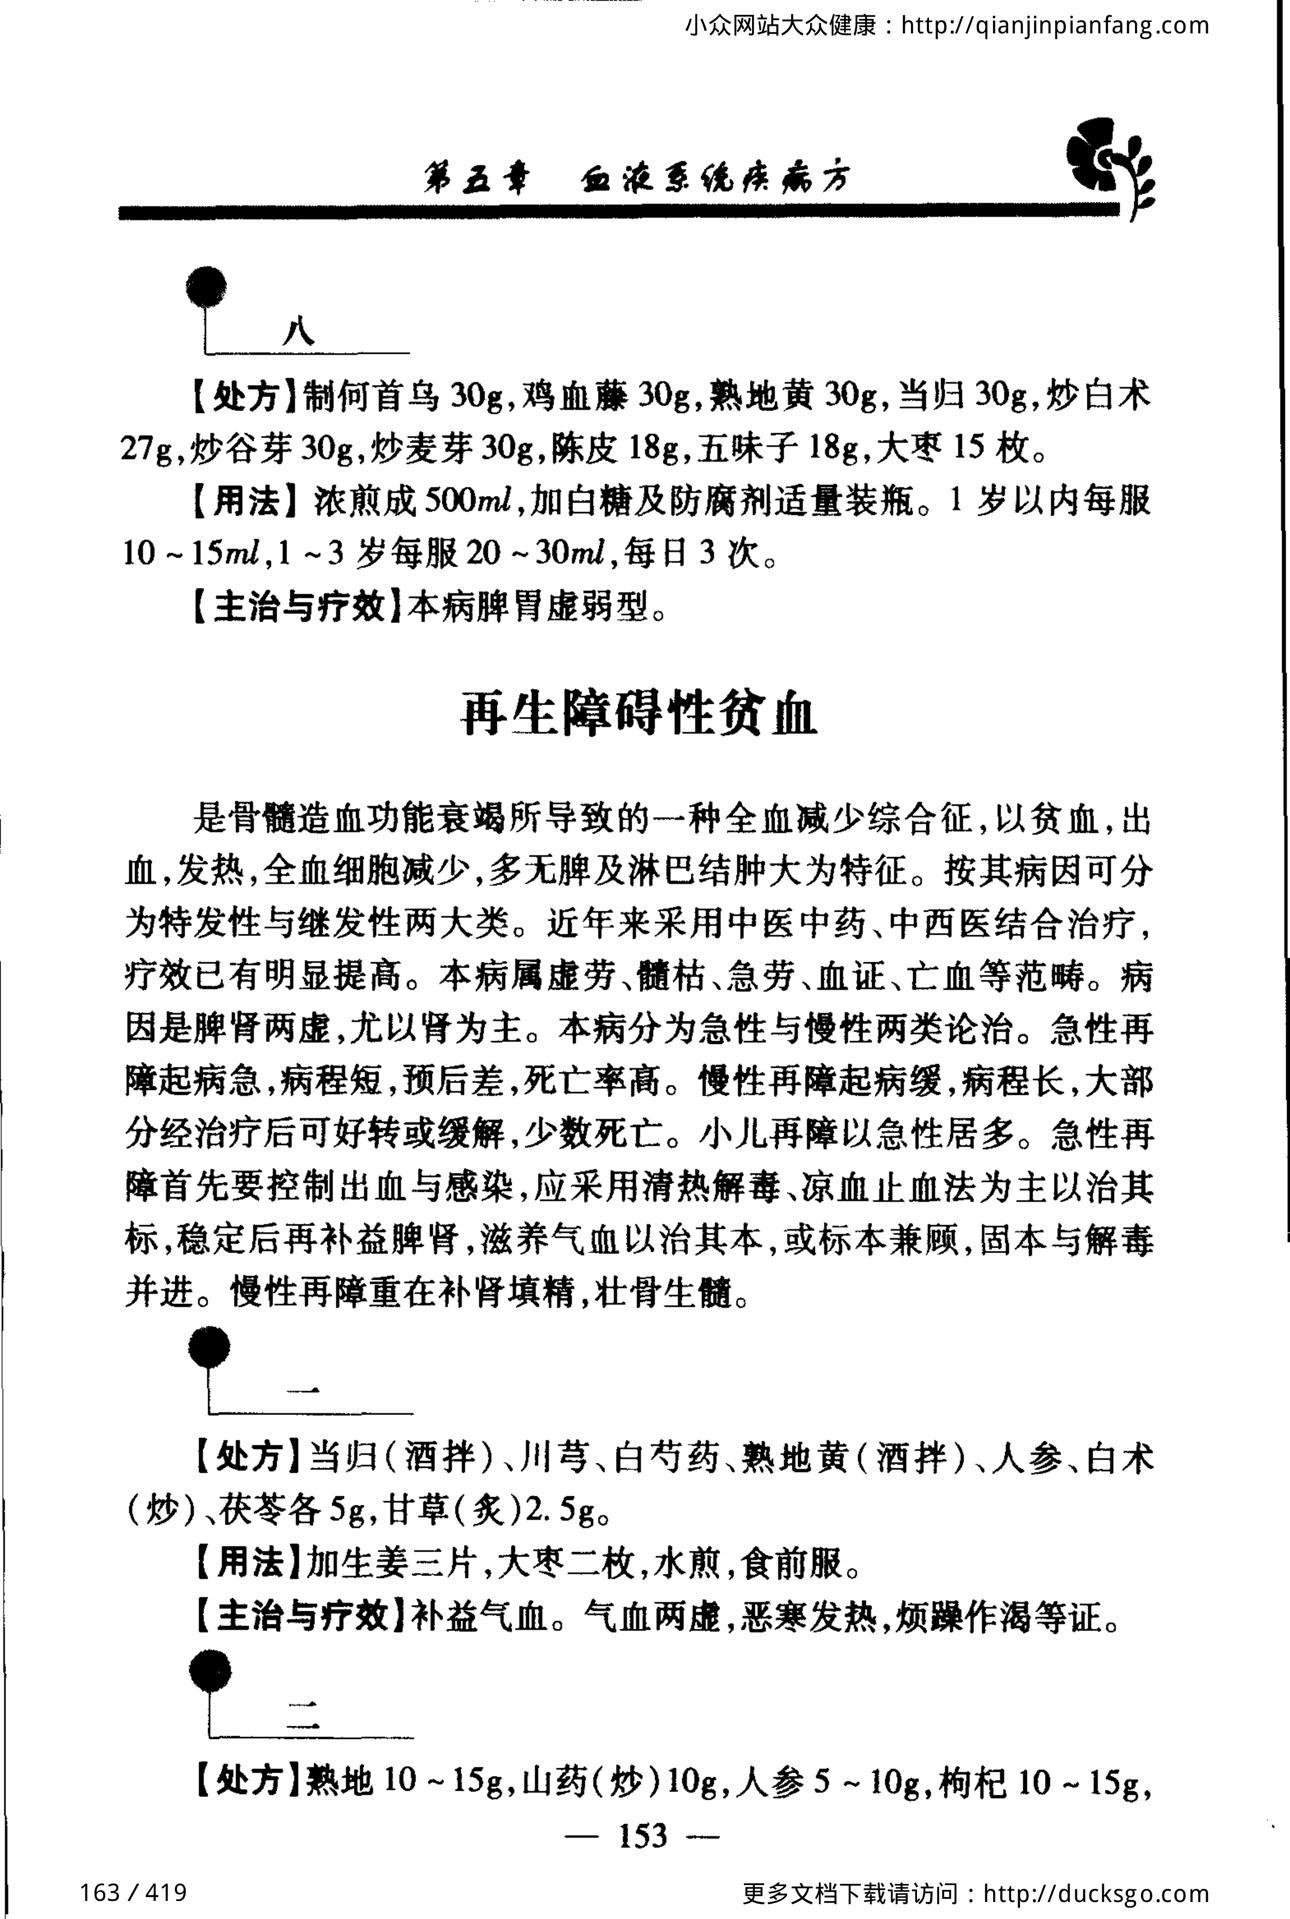 小众网站大众健康：http://qianjinpianfang.com
第五章 血液系统疾病方
八
【处方】制何首乌 30g,鸡血藤 30g,熟地黄 30g,当归 30g,炒白术
27g,炒谷芽 30g,炒麦芽 30g,陈皮 18g,五味子 18g,大枣 15 枚。
【用法】 浓煎成 500ml,加白糖及防腐剂适量装瓶。1 岁以内每服
10 ~ 15ml,1 ~ 3 岁每服 20 ~ 30ml,每日 3 次。
【主治与疗效】本病脾胃虚弱型。
再生障碍性贫血
是骨髓造血功能衰竭所导致的一种全血减少综合征,以贫血,出
血,发热,全血细胞减少,多无脾及淋巴结肿大为特征。按其病因可分
为特发性与继发性两大类。近年来采用中医中药、中西医结合治疗,
疗效已有明显提高。本病属虚劳、髓枯、急劳、血证、亡血等范畴。病
因是脾肾两虚,尤以肾为主。本病分为急性与慢性两类论治。急性再
障起病急,病程短,预后差,死亡率高。慢性再障起病缓,病程长,大部
分经治疗后可好转或缓解,少数死亡。小儿再障以急性居多。急性再
障首先要控制出血与感染,应采用清热解毒、凉血止血法为主以治其
标,稳定后再补益脾肾,滋养气血以治其本,或标本兼顾,固本与解毒
并进。慢性再障重在补肾填精,壮骨生髓。
一
【处方】当归(酒拌)、川芎、白芍药、熟地黄(酒拌)、人参、白术
(炒)、茯苓各 5g,甘草(炙)2.5g。
【用法】加生姜三片,大枣二枚,水煎,食前服。
【主治与疗效】补益气血。气血两虚,恶寒发热,烦躁作渴等证。
二
【处方】熟地 10 ~ 15g,山药(炒)10g,人参 5 ~ 10g,枸杞 10 ~ 15g,
— 153 —
163 / 419
更多文档下载请访问：http://ducksgo.com